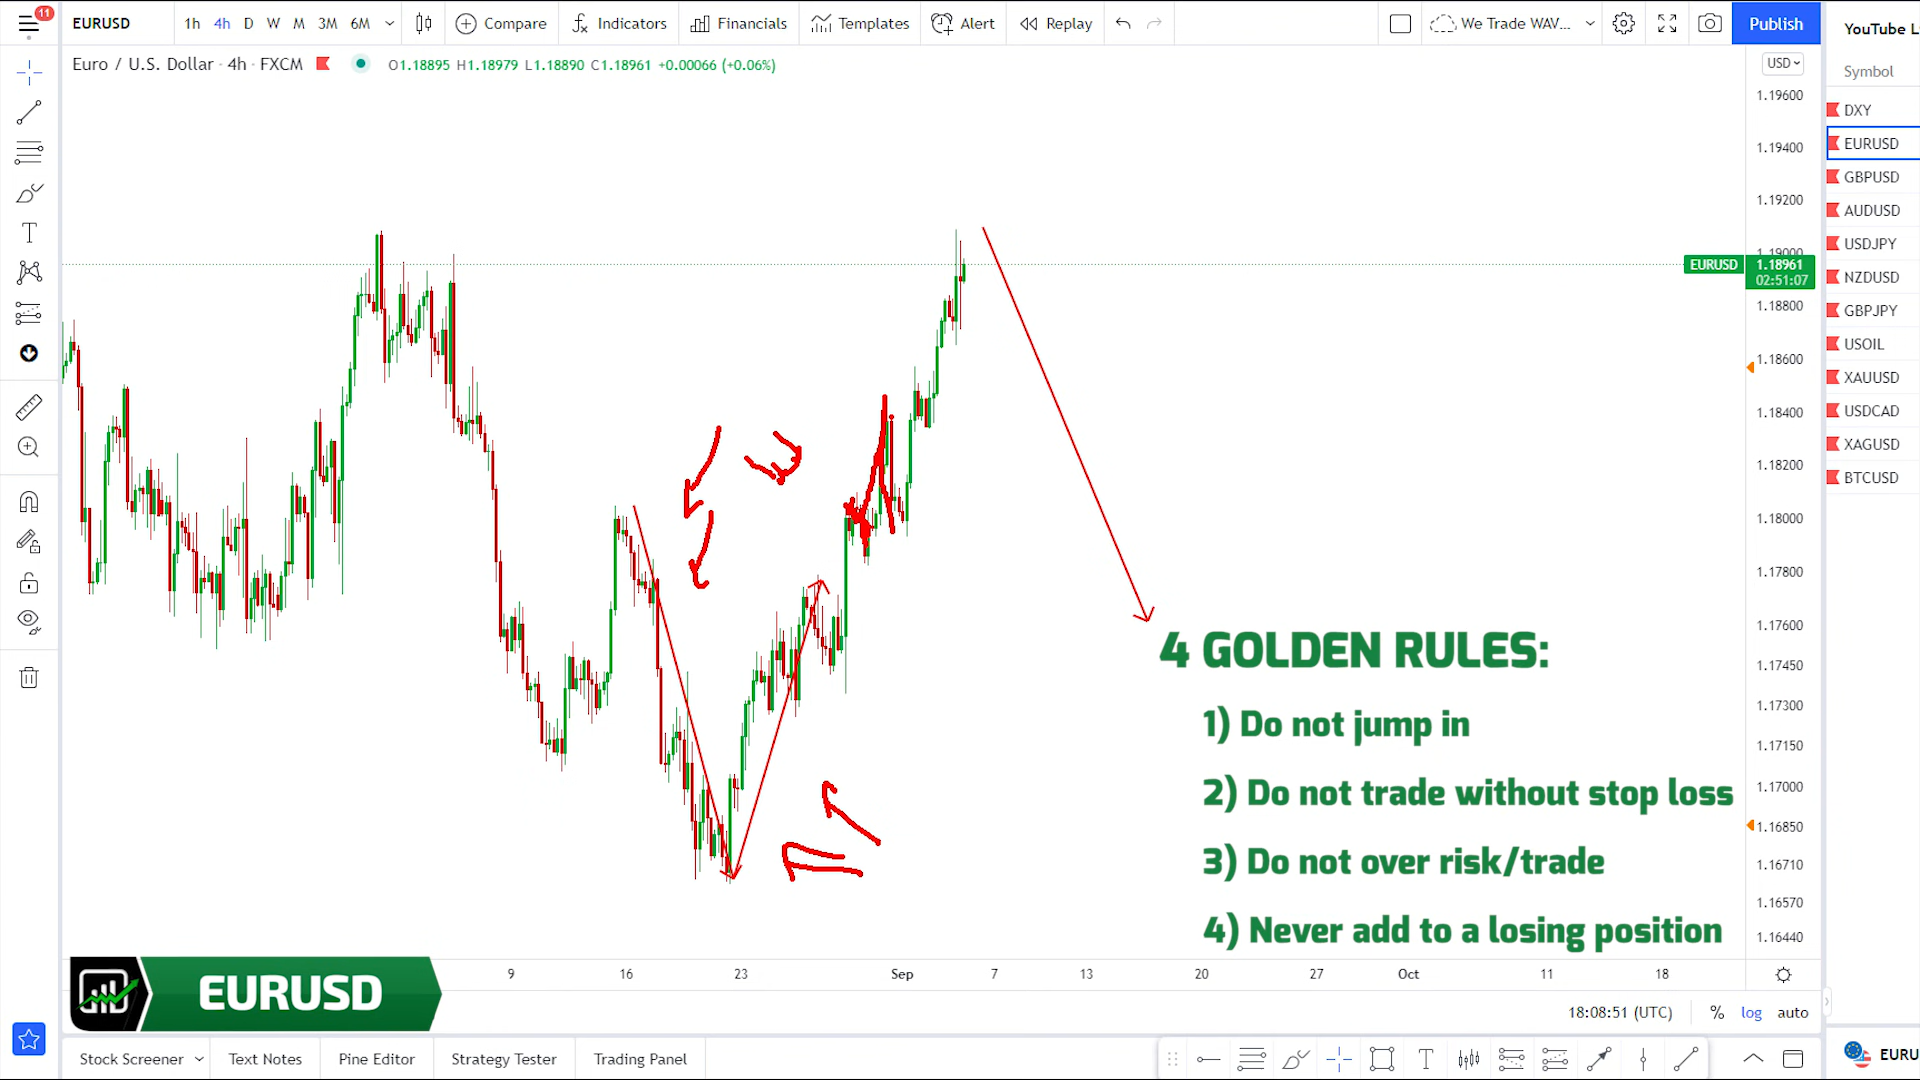 11
EURUSD 1h 4h D W M 3M 6M Compare Indicators Financials Templates Alert Replay We Trade WAV... Publish
YouTube L
Euro / U.S. Dollar · 4h · FXCM O1.18895 H1.18979 L1.18890 C1.18961 +0.00066 (+0.06%)
USD
Symbol
1.19600
DXY
1.19400
EURUSD
GBPUSD
1.19200
AUDUSD
USDJPY
1.19000
EURUSD 1.18961
02:51:07
NZDUSD
1.18800
GBPJPY
USOIL
1.18600
XAUUSD
1.18400
USDCAD
XAGUSD
1.18200
BTCUSD
1.18000
1.17800
1.17600
4 GOLDEN RULES:
1.17450
1.17300
1) Do not jump in
1.17150
1.17000
2) Do not trade without stop loss
1.16850
3) Do not over risk/trade
1.16710
1.16570
4) Never add to a losing position
1.16440
9 16 23 Sep 7 13 20 27 Oct 11 18
EURUSD
18:08:51 (UTC) % log auto
Stock Screener Text Notes Pine Editor Strategy Tester Trading Panel
EURU